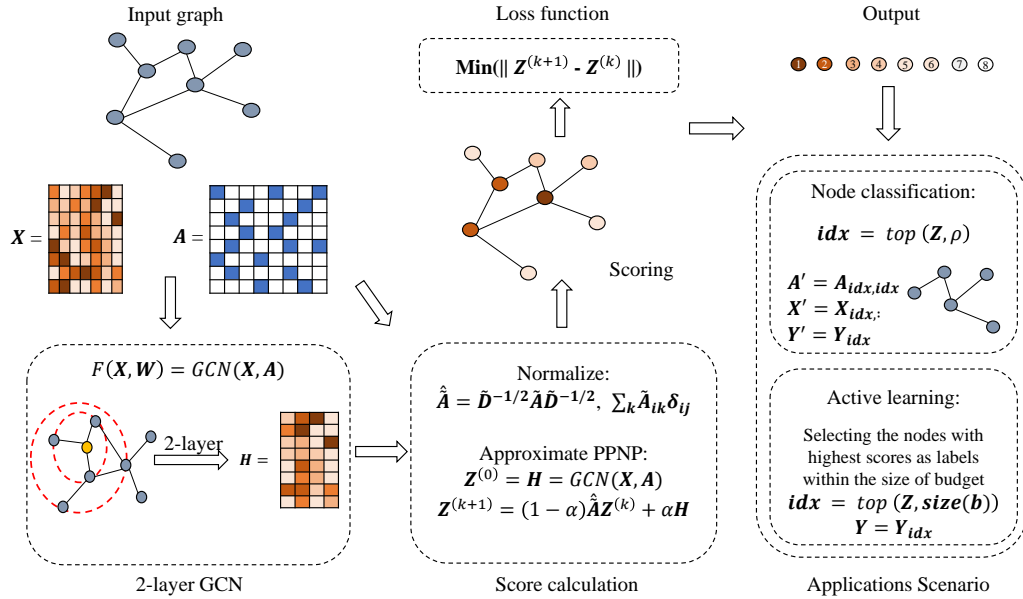 Input graph
X =
A =
F(X, W) = GCN(X, A)
2-layer
H =
2-layer GCN
Loss function
Min(‖ Z^(k+1) - Z^(k) ‖)
Scoring
Normalize:
Ẫ = D̃^−1/2 ÃD̃^−1/2, ∑_k Ã_ik δ_ij
Approximate PPNP:
Z^(0) = H = GCN(X, A)
Z^(k+1) = (1 − α)ẪZ^(k) + αH
Score calculation
Output
1 2 3 4 5 6 7 8
Node classification:
idx = top (Z, ρ)
A′ = A_idx,idx
X′ = X_idx,:
Y′ = Y_idx
Active learning:
Selecting the nodes with
highest scores as labels
within the size of budget
idx = top (Z, size(b))
Y = Y_idx
Applications Scenario